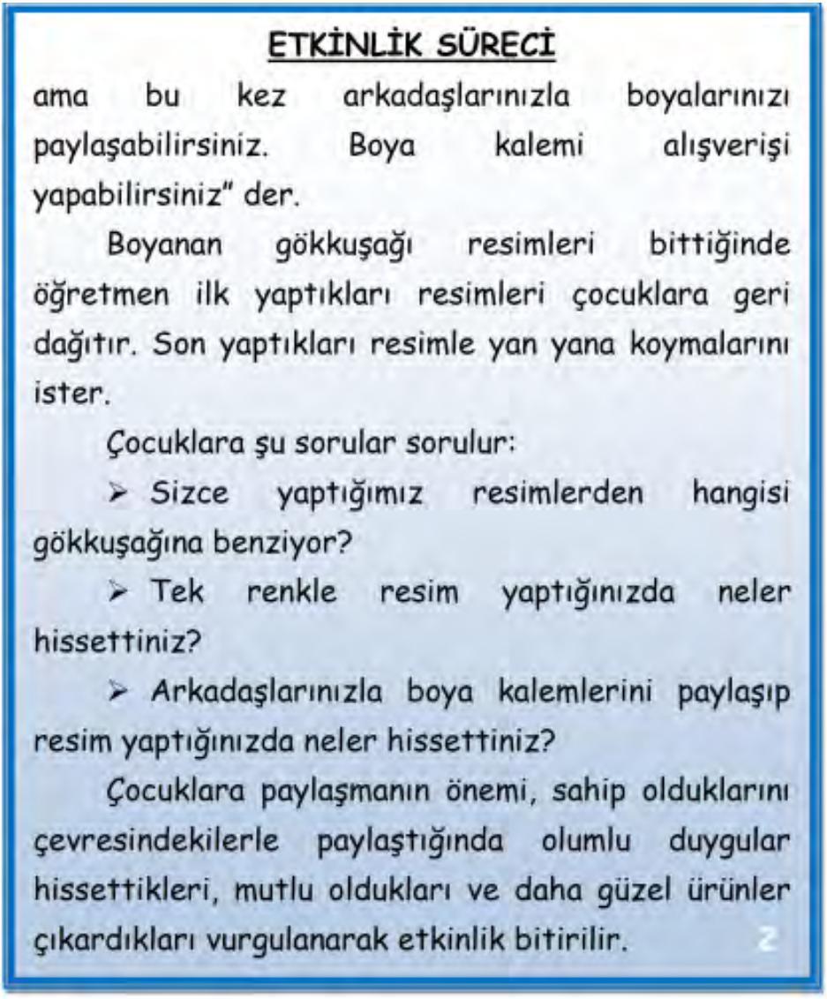 ETKİNLİK SÜRECİ
ama bu kez arkadaşlarınızla boyalarınızı
paylaşabilirsiniz. Boya kalemi alışverişi
yapabilirsiniz” der.
Boyanan gökkuşağı resimleri bittiğinde
öğretmen ilk yaptıkları resimleri çocuklara geri
dağıtır. Son yaptıkları resimle yan yana koymalarını
ister.
Çocuklara şu sorular sorulur:
➢ Sizce yaptığımız resimlerden hangisi
gökkuşağına benziyor?
➢ Tek renkle resim yaptığınızda neler
hissettiniz?
➢ Arkadaşlarınızla boya kalemlerini paylaşıp
resim yaptığınızda neler hissettiniz?
Çocuklara paylaşmanın önemi, sahip olduklarını
çevresindekilerle paylaştığında olumlu duygular
hissettikleri, mutlu oldukları ve daha güzel ürünler
çıkardıkları vurgulanarak etkinlik bitirilir.
2